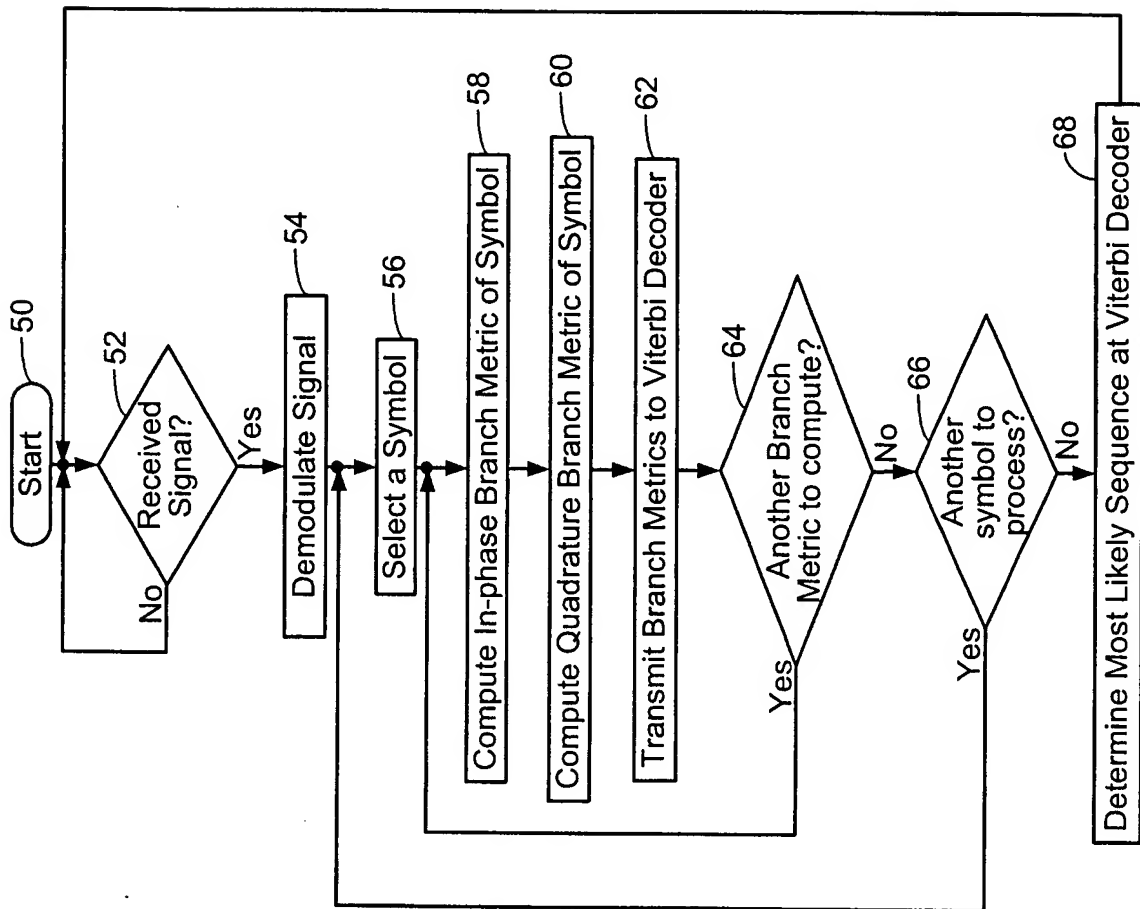 Start
50
Received
Signal?
52
No
Yes
Demodulate Signal
54
Select a Symbol
56
Compute In-phase Branch Metric of Symbol
58
Compute Quadrature Branch Metric of Symbol
60
Transmit Branch Metrics to Viterbi Decoder
62
Another Branch
Metric to compute?
64
Yes
No
Another
symbol to
process?
66
Yes
No
Determine Most Likely Sequence at Viterbi Decoder
68